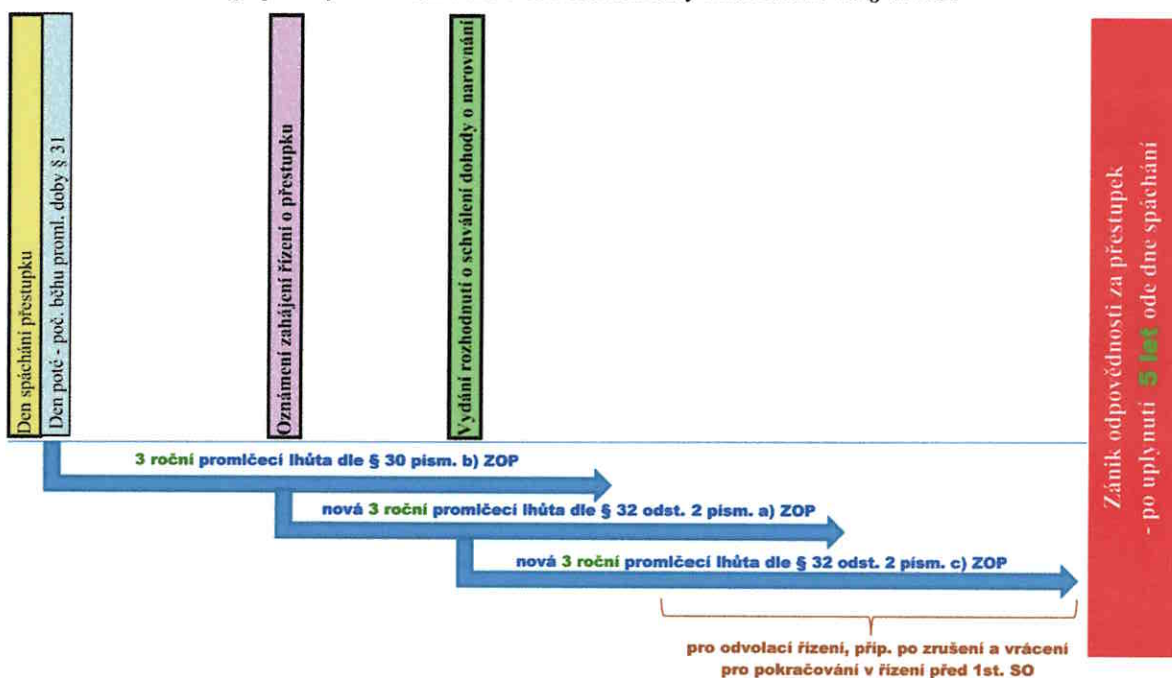 Den spáchání přestupku
Den poté - poč. běhu proml. doby § 31
Oznámení zahájení řízení o přestupku
Vydání rozhodnutí o schválení dohody o narovnání
Zánik odpovědnosti za přestupek
- po uplynutí 5 let ode dne spáchání
3 roční promlčecí lhůta dle § 30 písm. b) ZOP
nová 3 roční promlčecí lhůta dle § 32 odst. 2 písm. a) ZOP
nová 3 roční promlčecí lhůta dle § 32 odst. 2 písm. c) ZOP
pro odvolací řízení, příp. po zrušení a vrácení
pro pokračování v řízení před 1st. SO